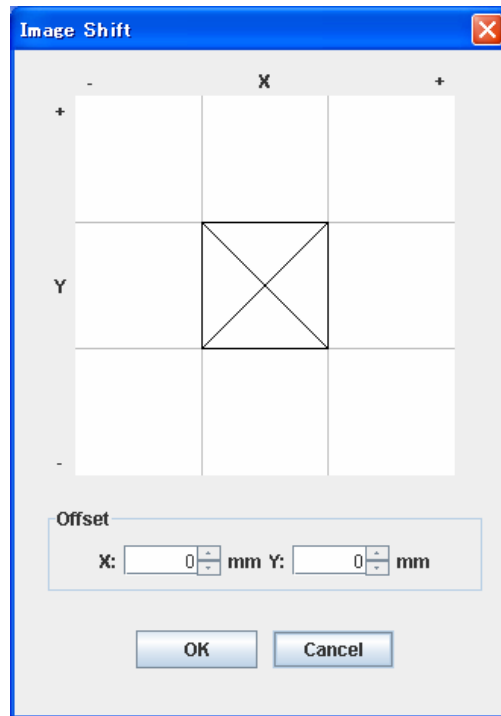 Image Shift
- X +
+
Y
-
Offset
X: 0 mm Y: 0 mm
OK Cancel